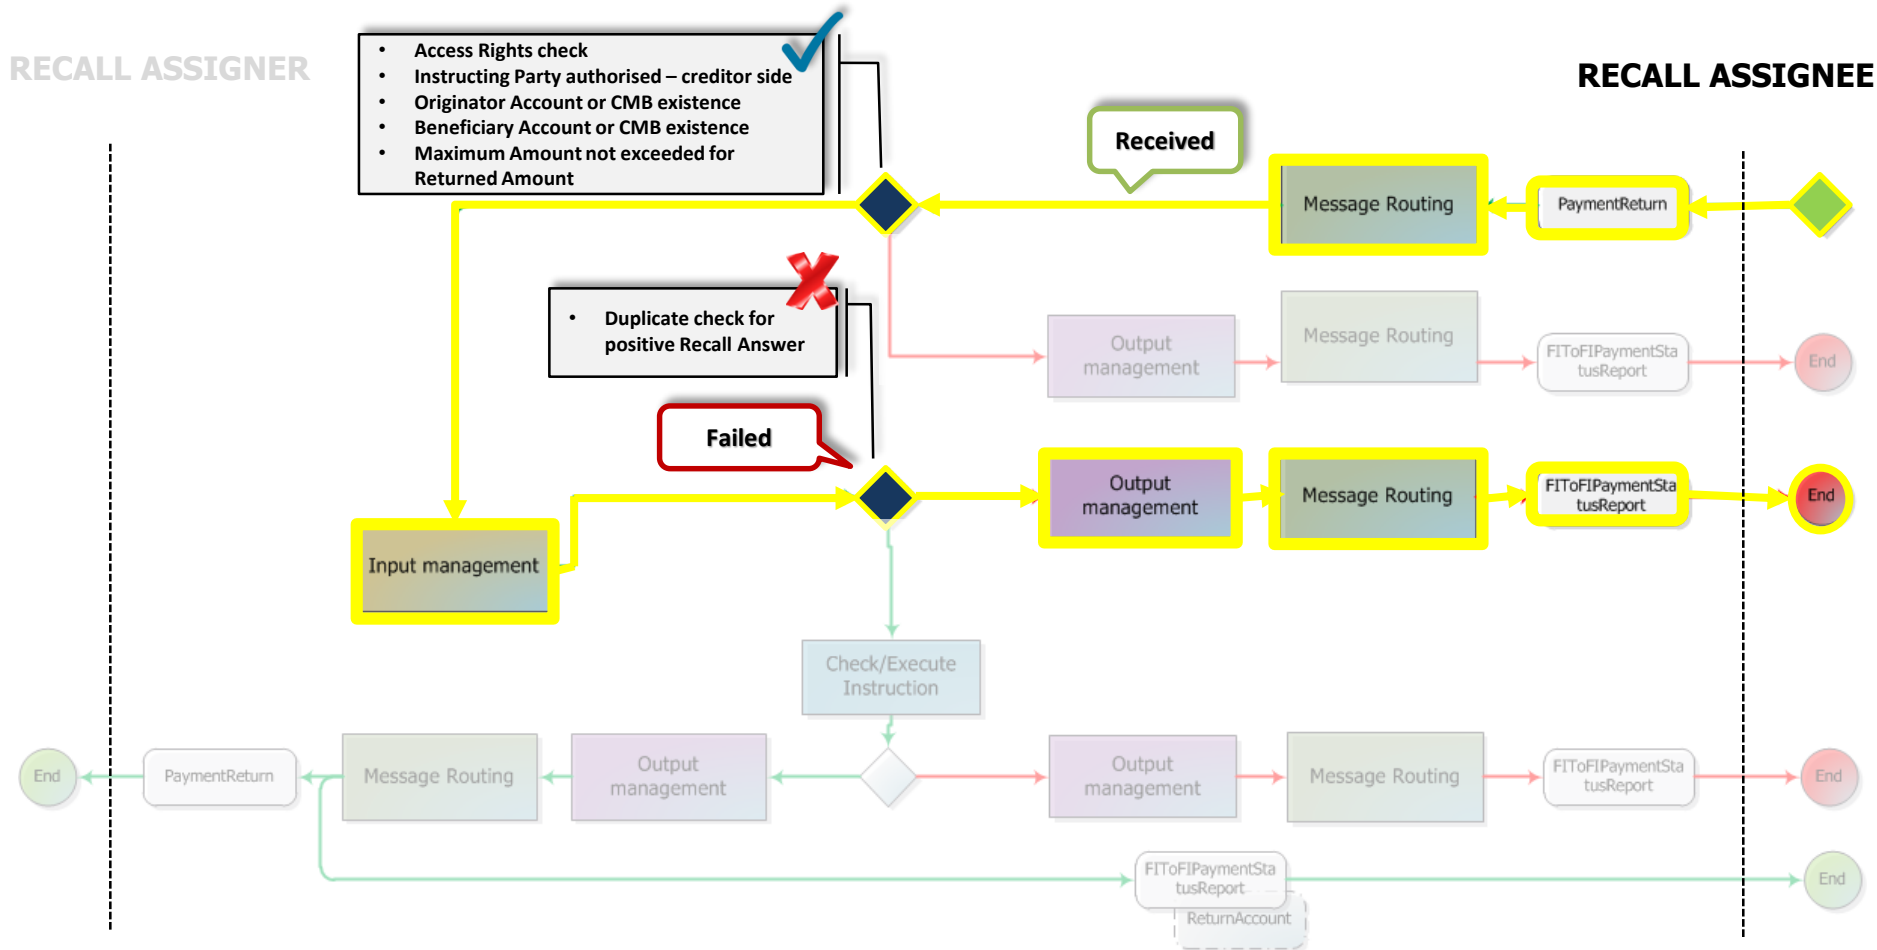 RECALL ASSIGNER
• Access Rights check
• Instructing Party authorised – creditor side
• Originator Account or CMB existence
• Beneficiary Account or CMB existence
• Maximum Amount not exceeded for
Returned Amount
RECALL ASSIGNEE
Received
Message Routing
PaymentReturn
• Duplicate check for
positive Recall Answer
Output
management
Message Routing
FIToFIPaymentSta
tusReport
End
Failed
Output
management
Message Routing
FIToFIPaymentSta
tusReport
End
Input management
Check/Execute
Instruction
End
PaymentReturn
Message Routing
Output
management
Output
management
Message Routing
FIToFIPaymentSta
tusReport
End
FIToFIPaymentSta
tusReport
ReturnAccount
End